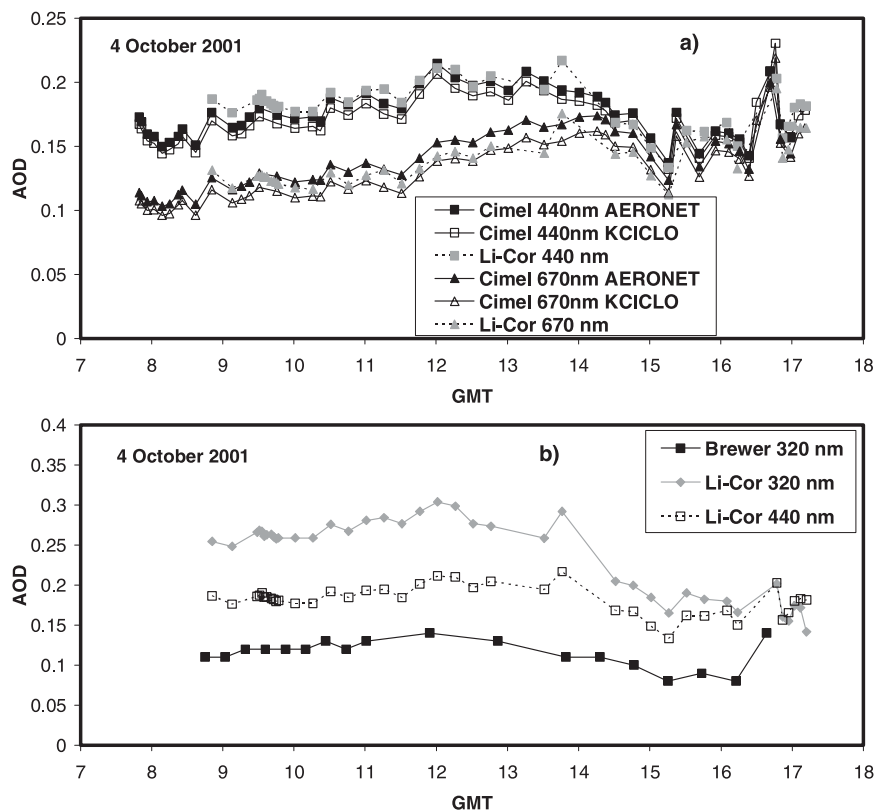 0.25
4 October 2001
a)
0.2
0.15
AOD
0.1
0.05
0
Cimel 440nm AERONET
Cimel 440nm KCICLO
Li-Cor 440 nm
Cimel 670nm AERONET
Cimel 670nm KCICLO
Li-Cor 670 nm
7 8 9 10 11 12 13 14 15 16 17 18
GMT
0.4
4 October 2001
b)
0.35
0.3
0.25
AOD
0.2
0.15
0.1
0.05
0
Brewer 320 nm
Li-Cor 320 nm
Li-Cor 440 nm
7 8 9 10 11 12 13 14 15 16 17 18
GMT